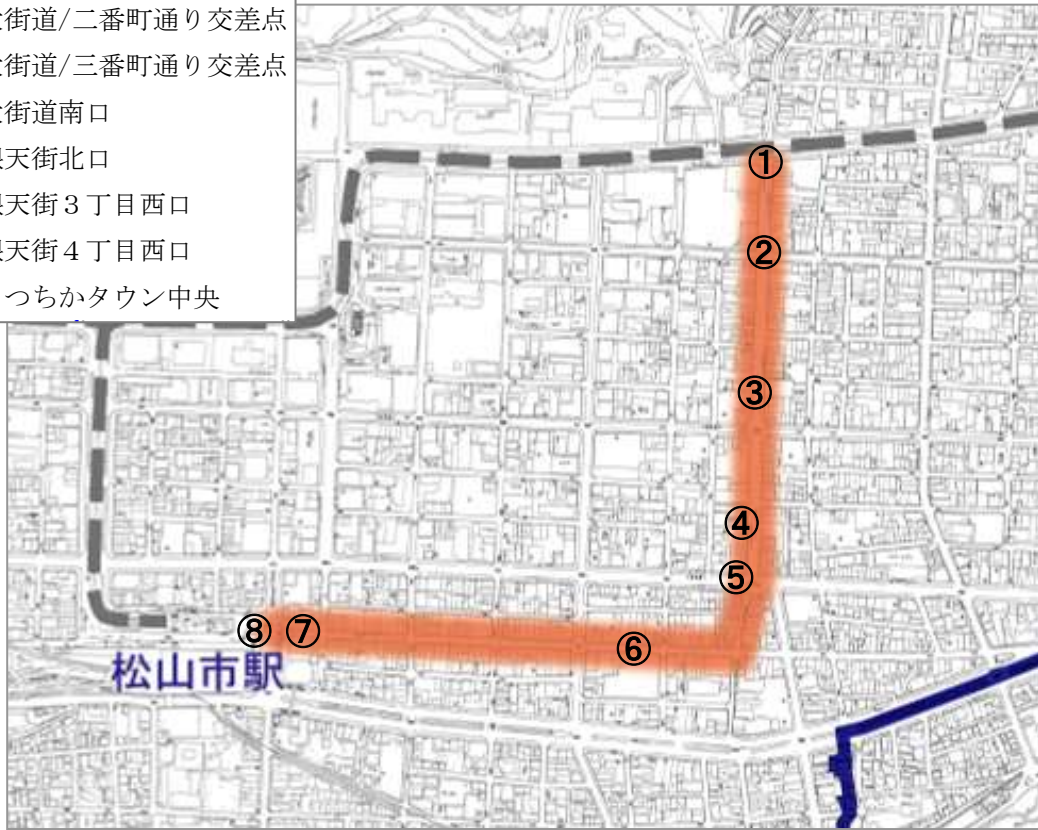 街道/二番町通り交差点
街道/三番町通り交差点
街道南口
天街北口
天街３丁目西口
天街４丁目西口
つちかタウン中央
①
②
③
④
⑤
⑥
⑧ ⑦
松山市駅